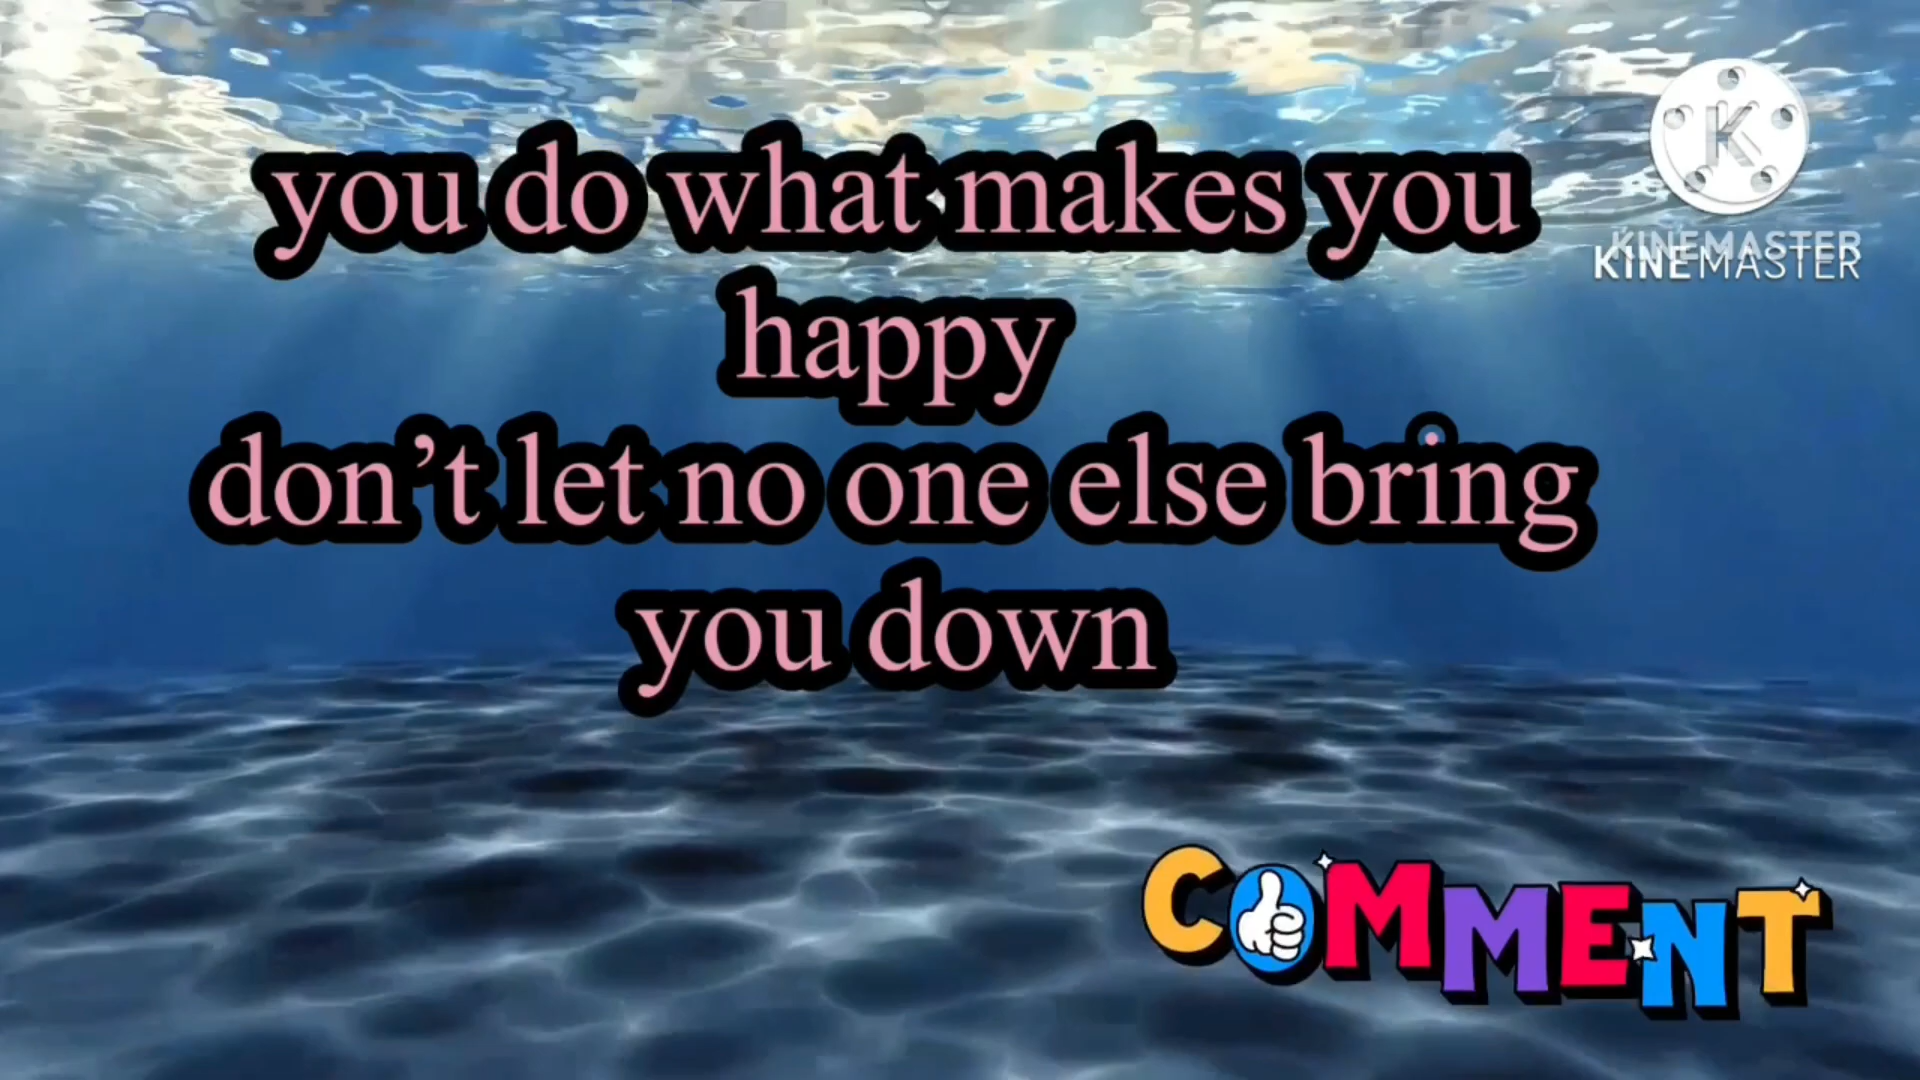 you do what makes you
happy
don’t let no one else bring
you down
K
KINEMASTER
KINEMASTER
COMMENT